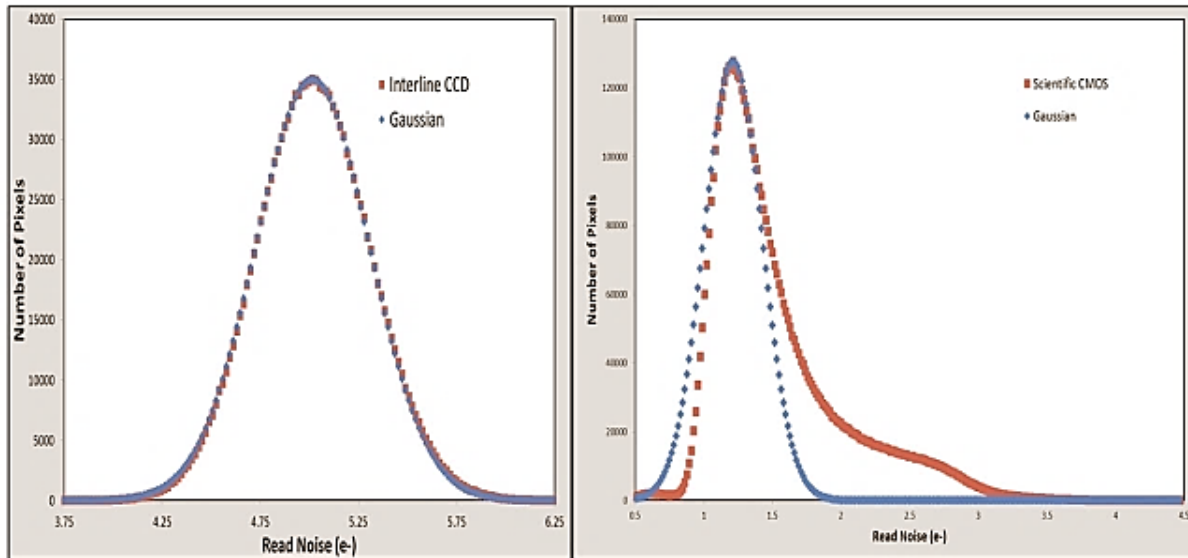 40000
35000
30000
25000
20000
15000
10000
5000
0
Number of Pixels
Interline CCD
Gaussian
3.75 4.25 4.75 5.25 5.75 6.25
Read Noise (e-)
140000
120000
100000
80000
60000
40000
20000
0
Number of Pixels
Scientific CMOS
Gaussian
0.5 1 1.5 2 2.5 3 3.5 4 4.5
Read Noise (e-)